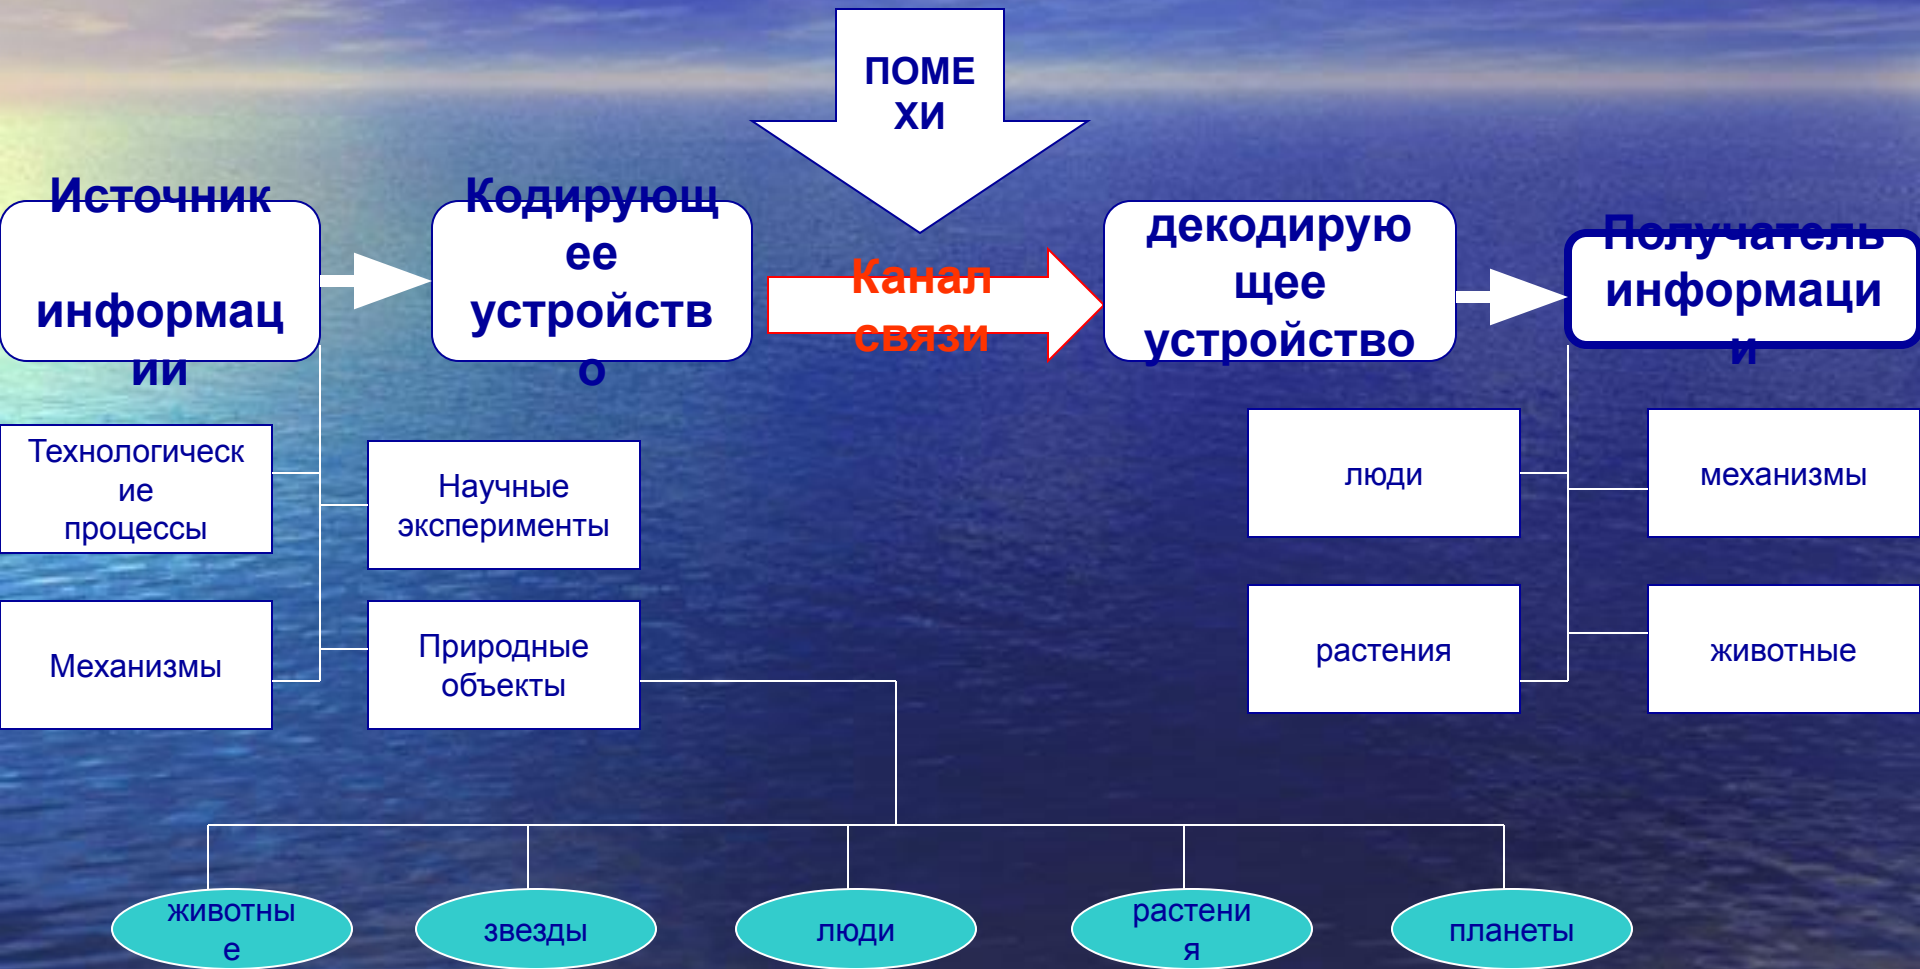 ПОМЕ
ХИ
Источник
информац
ии
Кодирующ
ее
устройств
о
Канал
связи
декодирую
щее
устройство
Получатель
информаци
и
Технологическ
ие
процессы
Научные
эксперименты
Механизмы
Природные
объекты
люди
механизмы
растения
животные
животны
е
звезды
люди
растени
я
планеты